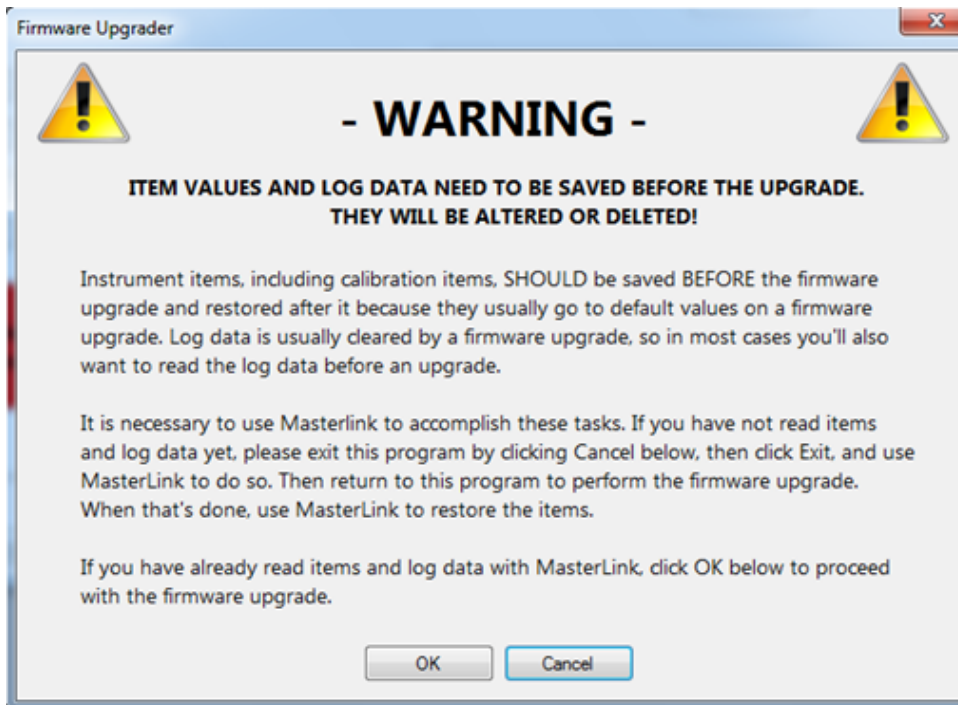 Firmware Upgrader
- WARNING -
ITEM VALUES AND LOG DATA NEED TO BE SAVED BEFORE THE UPGRADE.
THEY WILL BE ALTERED OR DELETED!
Instrument items, including calibration items, SHOULD be saved BEFORE the firmware
upgrade and restored after it because they usually go to default values on a firmware
upgrade. Log data is usually cleared by a firmware upgrade, so in most cases you'll also
want to read the log data before an upgrade.
It is necessary to use Masterlink to accomplish these tasks. If you have not read items
and log data yet, please exit this program by clicking Cancel below, then click Exit, and use
MasterLink to do so. Then return to this program to perform the firmware upgrade.
When that's done, use MasterLink to restore the items.
If you have already read items and log data with MasterLink, click OK below to proceed
with the firmware upgrade.
OK
Cancel